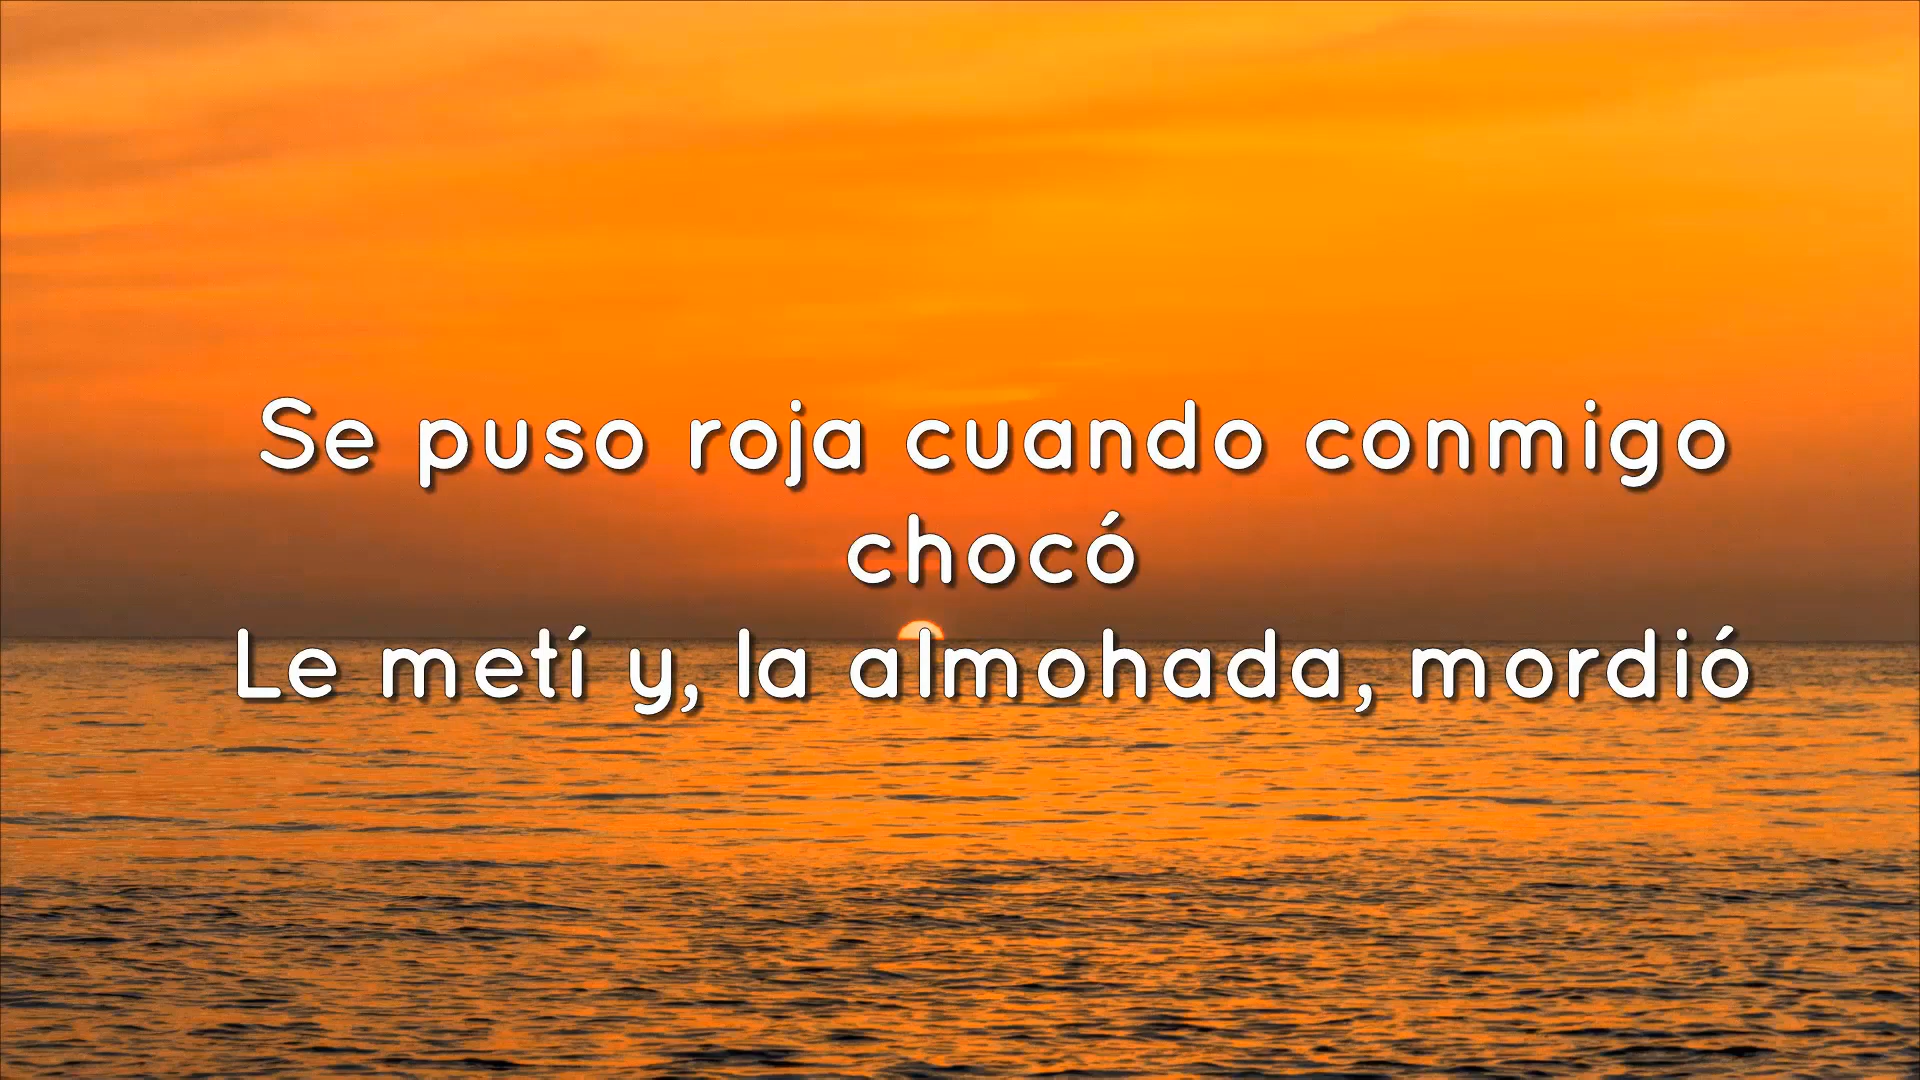 Se puso roja cuando conmigo
chocó
Le metí y, la almohada, mordió